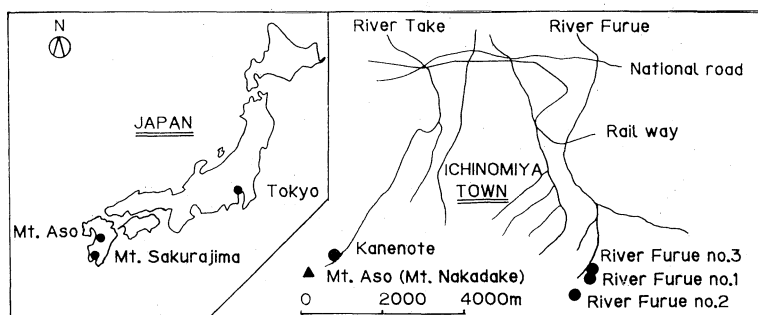 N
JAPAN
Tokyo
Mt. Aso
Mt. Sakurajima
River Take
River Furue
National road
Rail way
ICHINOMIYA
TOWN
Kanenote
Mt. Aso (Mt. Nakadake)
River Furue no.3
River Furue no.1
River Furue no.2
0 2000 4000m